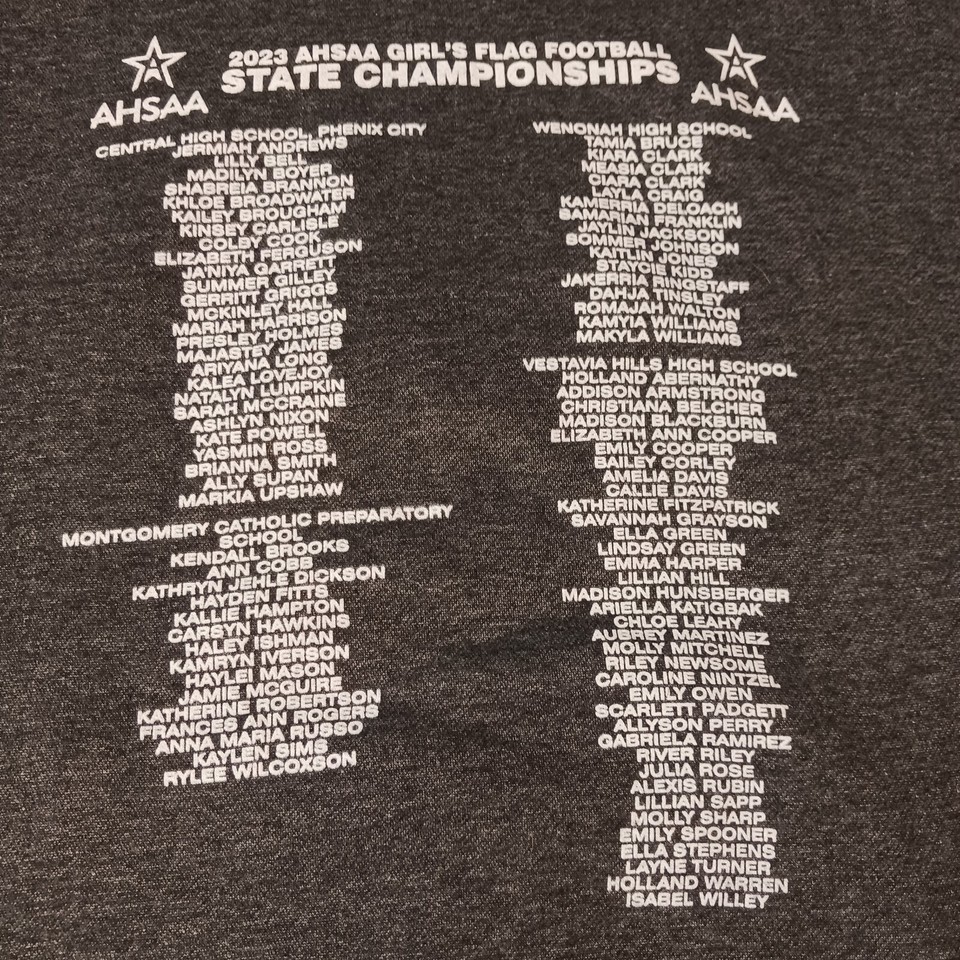 2023 AHSAA GIRL'S FLAG FOOTBALL
STATE CHAMPIONSHIPS
AHSAA
AHSAA
CENTRAL HIGH SCHOOL, PHENIX CITY
JERMIAH ANDREWS
LILLY BELL
MADILYN BOYER
SHABREIA BRANNON
KHLOE BROADWATER
KAILEY BROUGHAM
KINSEY CARLISLE
COLBY COOK
ELIZABETH FERGUSON
JA'NIYA GARRETT
SUMMER GILLEY
GERRITT GRIGGS
MCKINLEY HALL
MARIAH HARRISON
PRESLEY HOLMES
MAJASTEY JAMES
ARIYANA LONG
KALEA LOVEJOY
NATALYN LUMPKIN
SARAH MCCRAINE
ASHLYN NIXON
KATE POWELL
YASMIN ROSS
BRIANNA SMITH
ALLY SUPAN
MARKIA UPSHAW
MONTGOMERY CATHOLIC PREPARATORY
SCHOOL
KENDALL BROOKS
ANN COBB
KATHRYN JEHLE DICKSON
HAYDEN FITTS
KALLIE HAMPTON
CARSYN HAWKINS
HALEY ISHMAN
KAMRYN IVERSON
HAYLEI MASON
JAMIE MCGUIRE
KATHERINE ROBERTSON
FRANCES ANN ROGERS
ANNA MARIA RUSSO
KAYLEN SIMS
RYLEE WILCOXSON
WENONAH HIGH SCHOOL
TAMIA BRUCE
KIARA CLARK
MEASIA CLARK
CIARA CLARK
LAYLA CRAIG
KAMERRIA DELOACH
SAMARIAH FRANKLIN
JAYLIN JACKSON
SOMMER JOHNSON
KAITLIN JONES
STAYCIE KIDD
JAKERRIA RINGSTAFF
DAHJA TINSLEY
ROMAIJAH WALTON
KAMYIA WILLIAMS
MAKYLA WILLIAMS
VESTAVIA HILLS HIGH SCHOOL
HOLLAND ABERNATHY
ADDISON ARMSTRONG
CHRISTIANA BELCHER
MADISON BLACKBURN
ELIZABETH ANN COOPER
EMILY COOPER
BAILEY CORLEY
AMELIA DAVIS
CALLIE DAVIS
KATHERINE FITZPATRICK
SAVANNAH GRAYSON
ELLA GREEN
LINDSAY GREEN
EMMA HARPER
LILLIAN HILL
MADISON HUNSBERGER
ARIELLA KATIGBAK
CHLOE LEAHY
AUBREY MARTINEZ
MOLLY MITCHELL
RILEY NEWSOME
CAROLINE NINTZEL
EMILY OWEN
SCARLETT PADGETT
ALLYSON PERRY
GABRIELA RAMIREZ
RIVER RILEY
JULIA ROSE
ALEXIS RUBIN
LILLIAN SAPP
MOLLY SHARP
EMILY SPOONER
ELLA STEPHENS
LAYNE TURNER
HOLLAND WARREN
ISABEL WILLEY